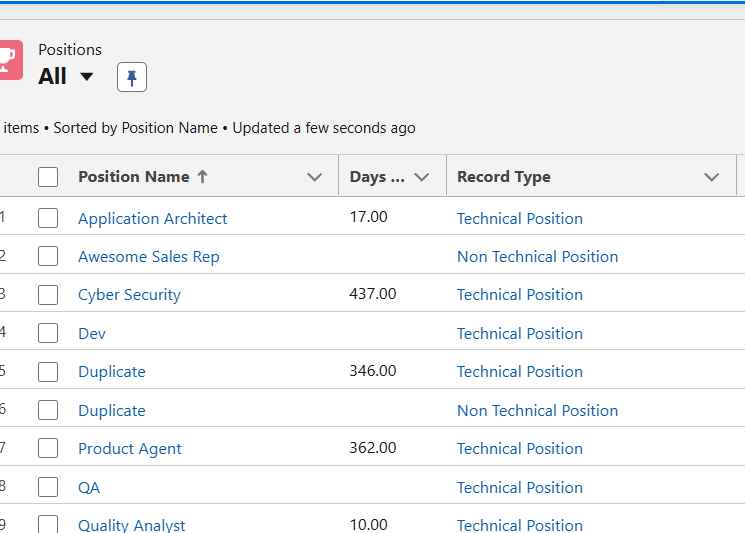 Positions
All
items • Sorted by Position Name • Updated a few seconds ago
Position Name ↑ Days ... Record Type
1 Application Architect 17.00 Technical Position
2 Awesome Sales Rep Non Technical Position
3 Cyber Security 437.00 Technical Position
4 Dev Technical Position
5 Duplicate 346.00 Technical Position
6 Duplicate Non Technical Position
7 Product Agent 362.00 Technical Position
8 QA Technical Position
9 Quality Analyst 10.00 Technical Position